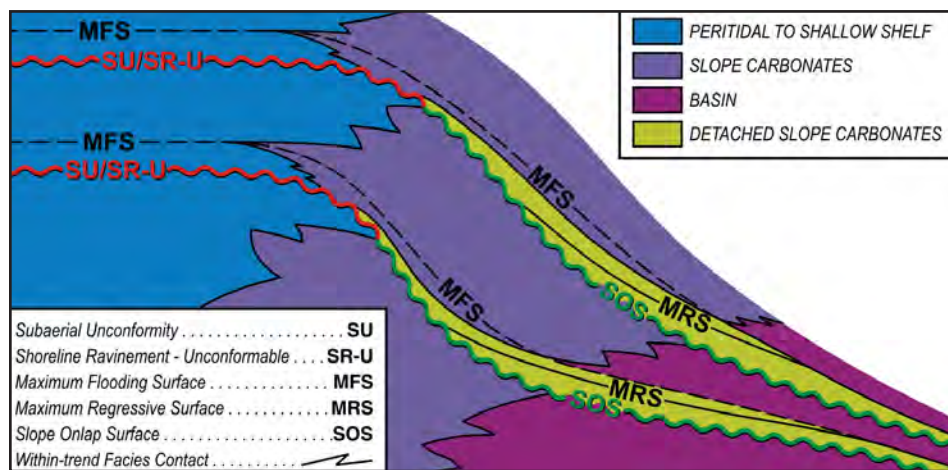 MFS
SU/SR-U
MFS
SU/SR-U
MFS
SOS
MRS
MFS
MRS
SOS
PERITIDAL TO SHALLOW SHELF
SLOPE CARBONATES
BASIN
DETACHED SLOPE CARBONATES
Subaerial Unconformity . . . . . . . . . . . . . . . . . . . SU
Shoreline Ravinement - Unconformable . . . . SR-U
Maximum Flooding Surface . . . . . . . . . . . . . . MFS
Maximum Regressive Surface . . . . . . . . . . . . MRS
Slope Onlap Surface . . . . . . . . . . . . . . . . . . . . SOS
Within-trend Facies Contact . . . . . . . . .